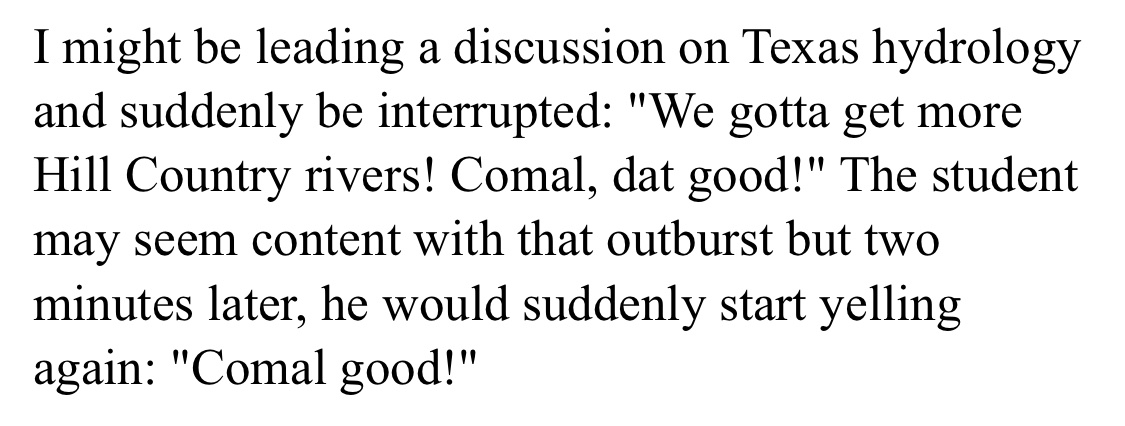 I might be leading a discussion on Texas hydrology
and suddenly be interrupted: "We gotta get more
Hill Country rivers! Comal, dat good!" The student
may seem content with that outburst but two
minutes later, he would suddenly start yelling
again: "Comal good!"